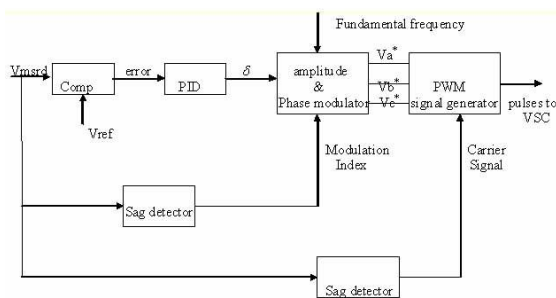 Fundamental frequency
Vmsrd
error
δ
Va*
Comp
PID
amplitude
&
Phase modulator
Vb*
Vc*
PWM
signal generator
pulses to
VSC
Vref
Modulation
Index
Carrier
Signal
Sag detector
Sag detector